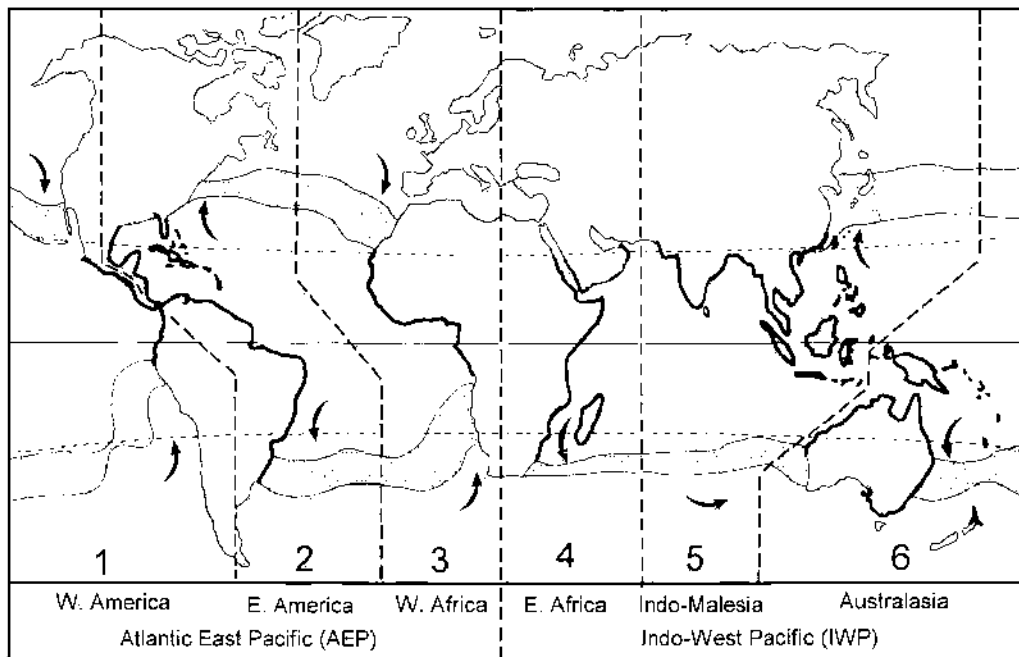 1 2 3 4 5 6
W. America E. America W. Africa E. Africa Indo-Malesia Australasia
Atlantic East Pacific (AEP) Indo-West Pacific (IWP)